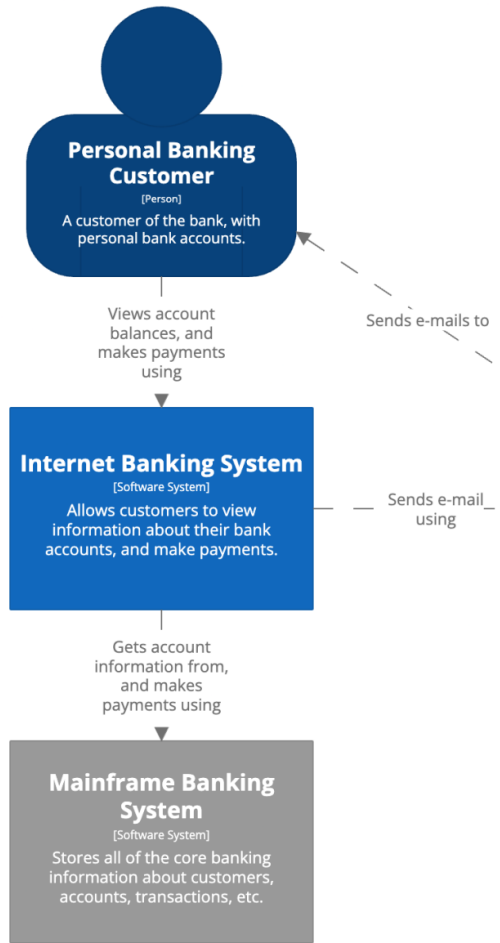 Personal Banking
Customer
[Person]
A customer of the bank, with
personal bank accounts.
Views account
balances, and
makes payments
using
Sends e-mails to
Internet Banking System
[Software System]
Allows customers to view
information about their bank
accounts, and make payments.
Sends e-mail
using
Gets account
information from,
and makes
payments using
Mainframe Banking
System
[Software System]
Stores all of the core banking
information about customers,
accounts, transactions, etc.